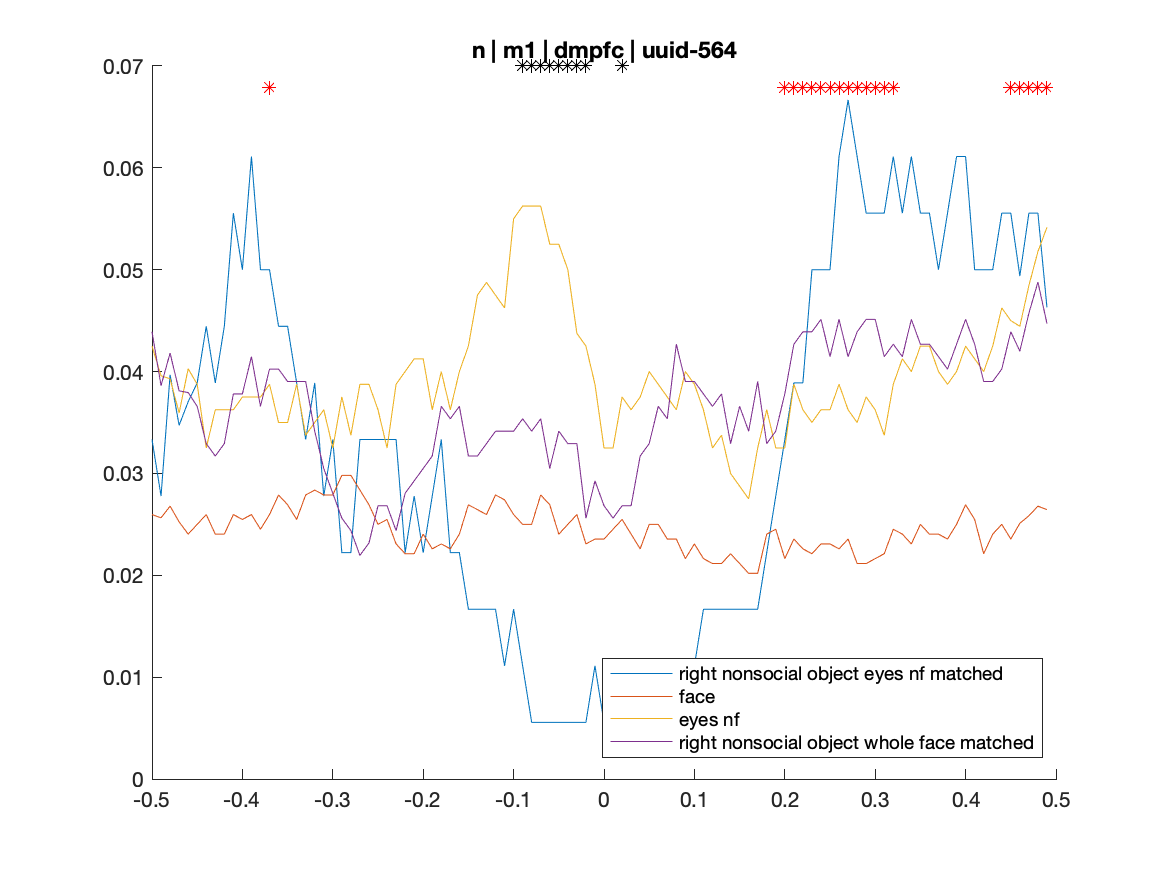 n | m1 | dmpfc | uuid-564
0.07
0.06
0.05
0.04
0.03
0.02
0.01
0
right nonsocial object eyes nf matched
face
eyes nf
right nonsocial object whole face matched
-0.5 -0.4 -0.3 -0.2 -0.1 0 0.1 0.2 0.3 0.4 0.5